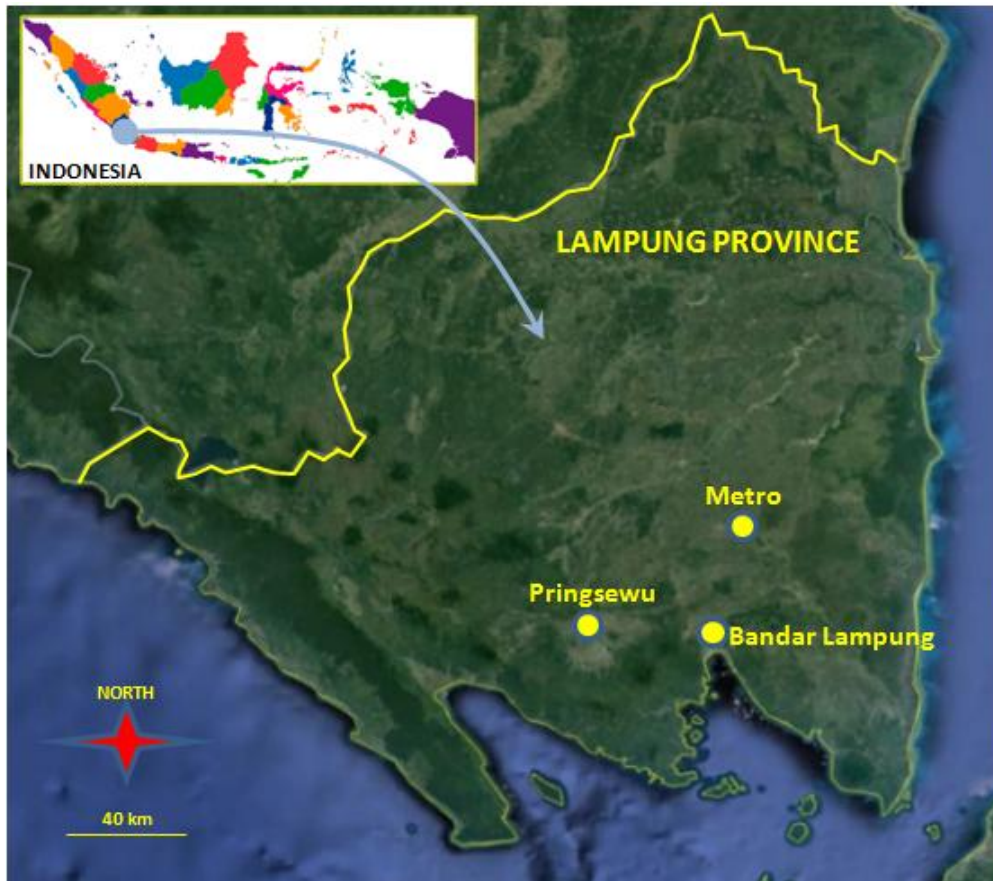 INDONESIA
LAMPUNG PROVINCE
Metro
Pringsewu
Bandar Lampung
NORTH
40 km